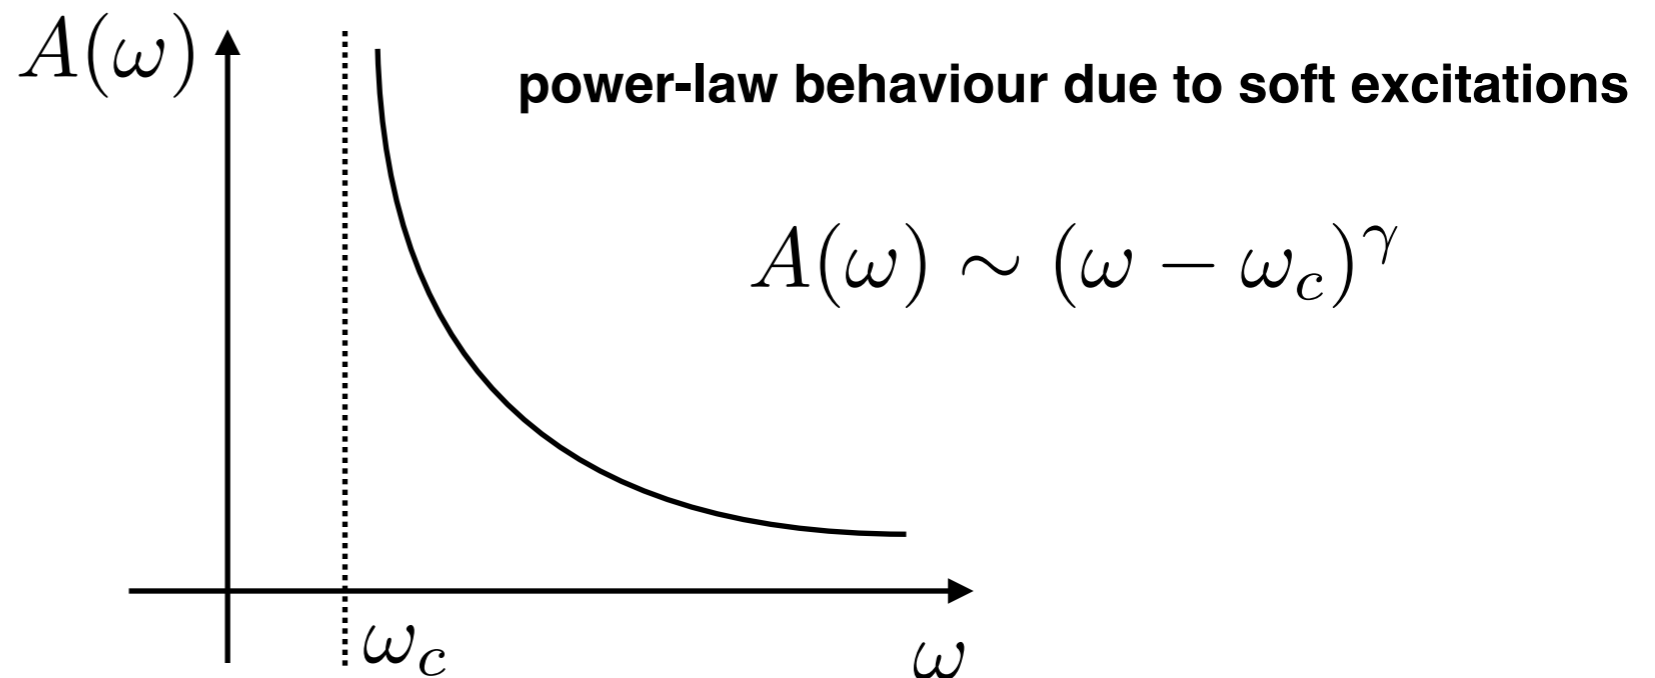 A(ω)
power-law behaviour due to soft excitations
A(ω) ∼ (ω − ω_c)^γ
ω_c
ω